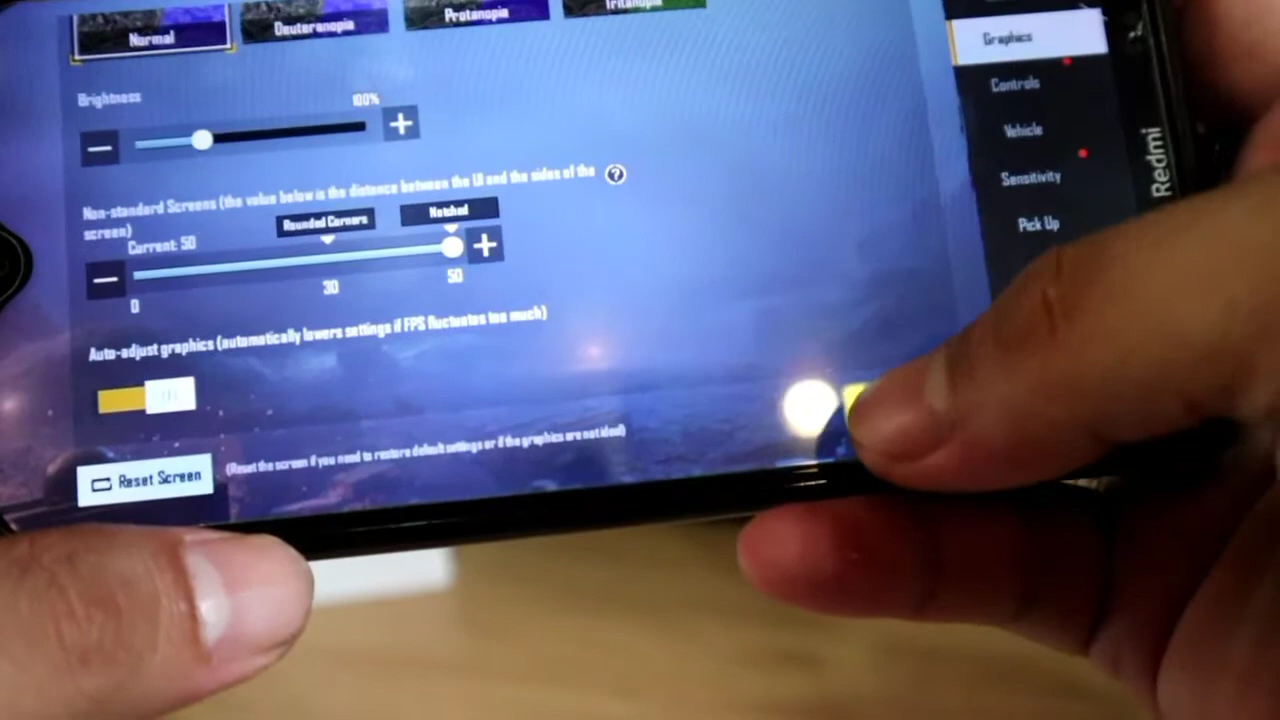 Normal
Deuteranopia
Protanopia
Tritanopia
Graphics
Controls
Vehicle
Sensitivity
Pick Up
Redmi
Brightness
100%
Non-standard Screens (the value below is the distance between the UI and the sides of the
screen)
?
Rounded Corners
Notched
Current: 50
0
30
50
Auto-adjust graphics (automatically lowers settings if FPS fluctuates too much)
Reset Screen
(Reset the screen if you need to restore default settings or if the graphics are not ideal)